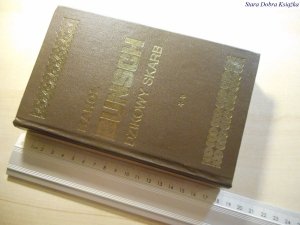 Stara Dobra Książka
KAROL
BUNSCH
DZIKOWY SKARB